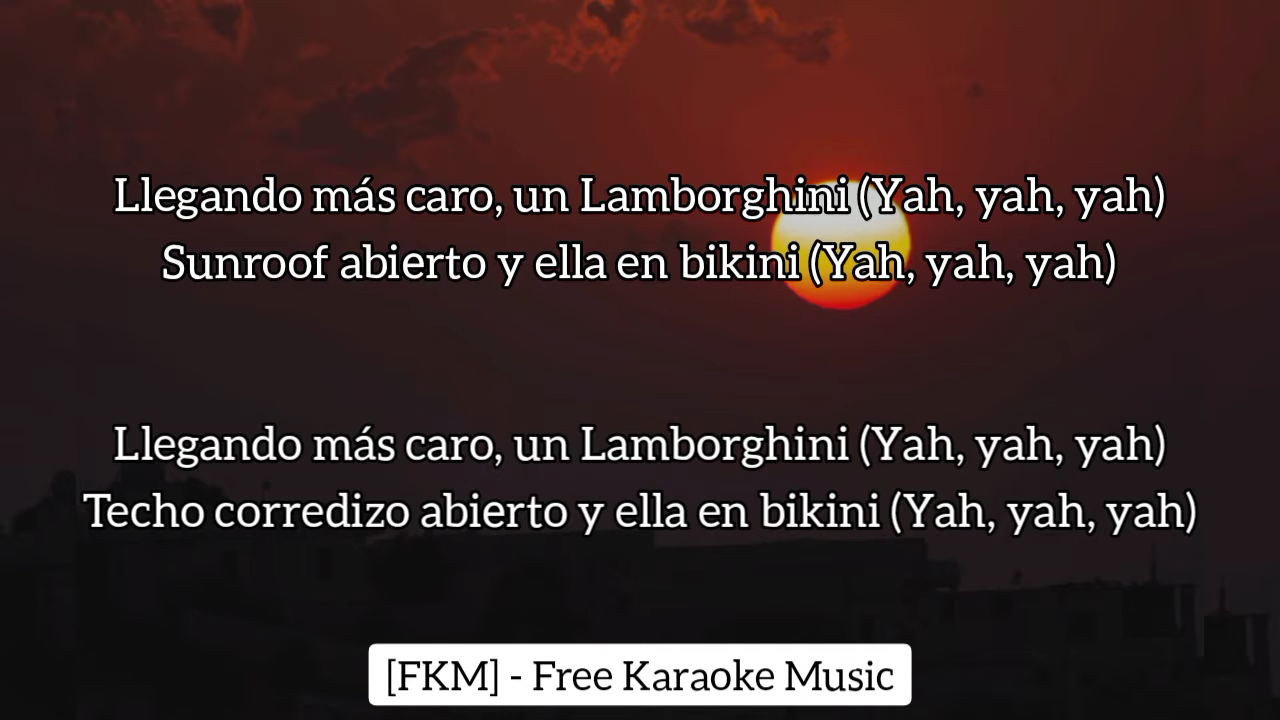 Llegando más caro, un Lamborghini (Yah, yah, yah)
Sunroof abierto y ella en bikini (Yah, yah, yah)
Llegando más caro, un Lamborghini (Yah, yah, yah)
Techo corredizo abierto y ella en bikini (Yah, yah, yah)
[FKM] - Free Karaoke Music